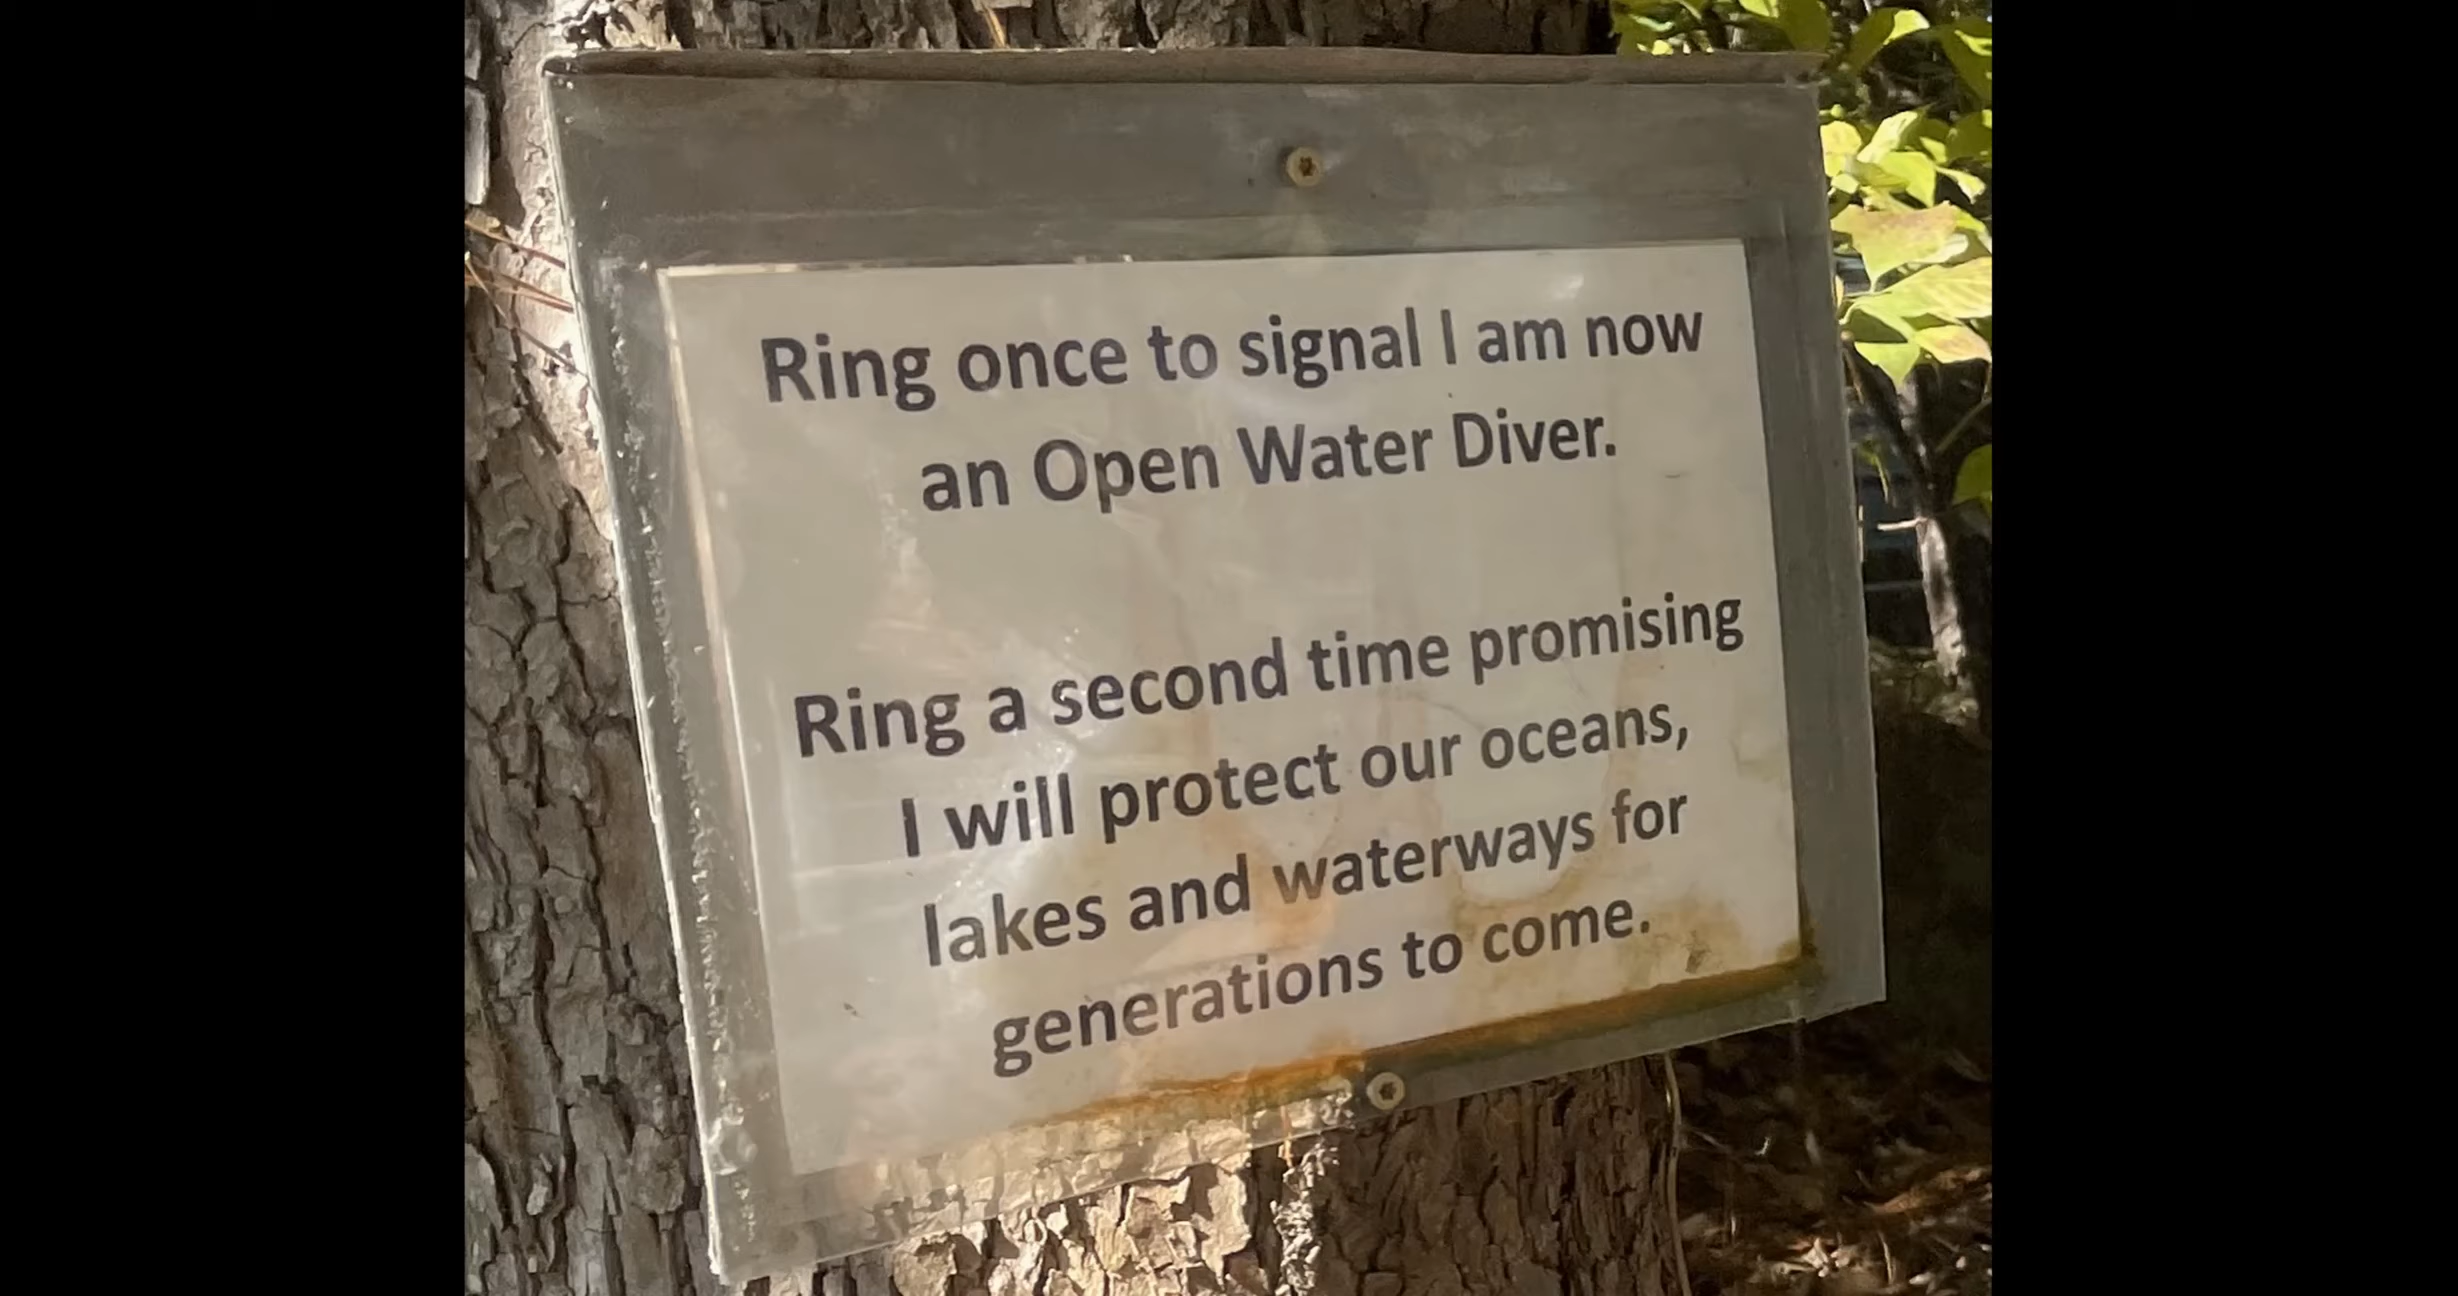 Ring once to signal I am now
an Open Water Diver.
Ring a second time promising
I will protect our oceans,
lakes and waterways for
generations to come.